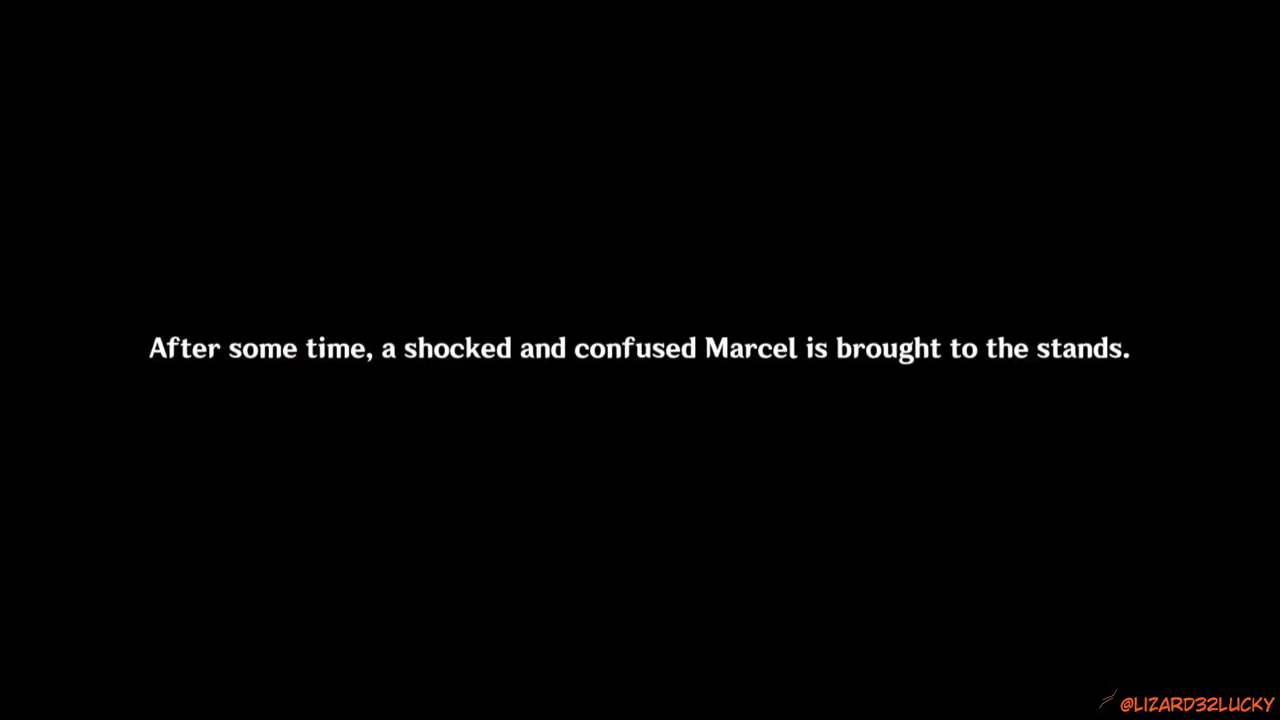 After some time, a shocked and confused Marcel is brought to the stands.
@LIZARD32LUCKY